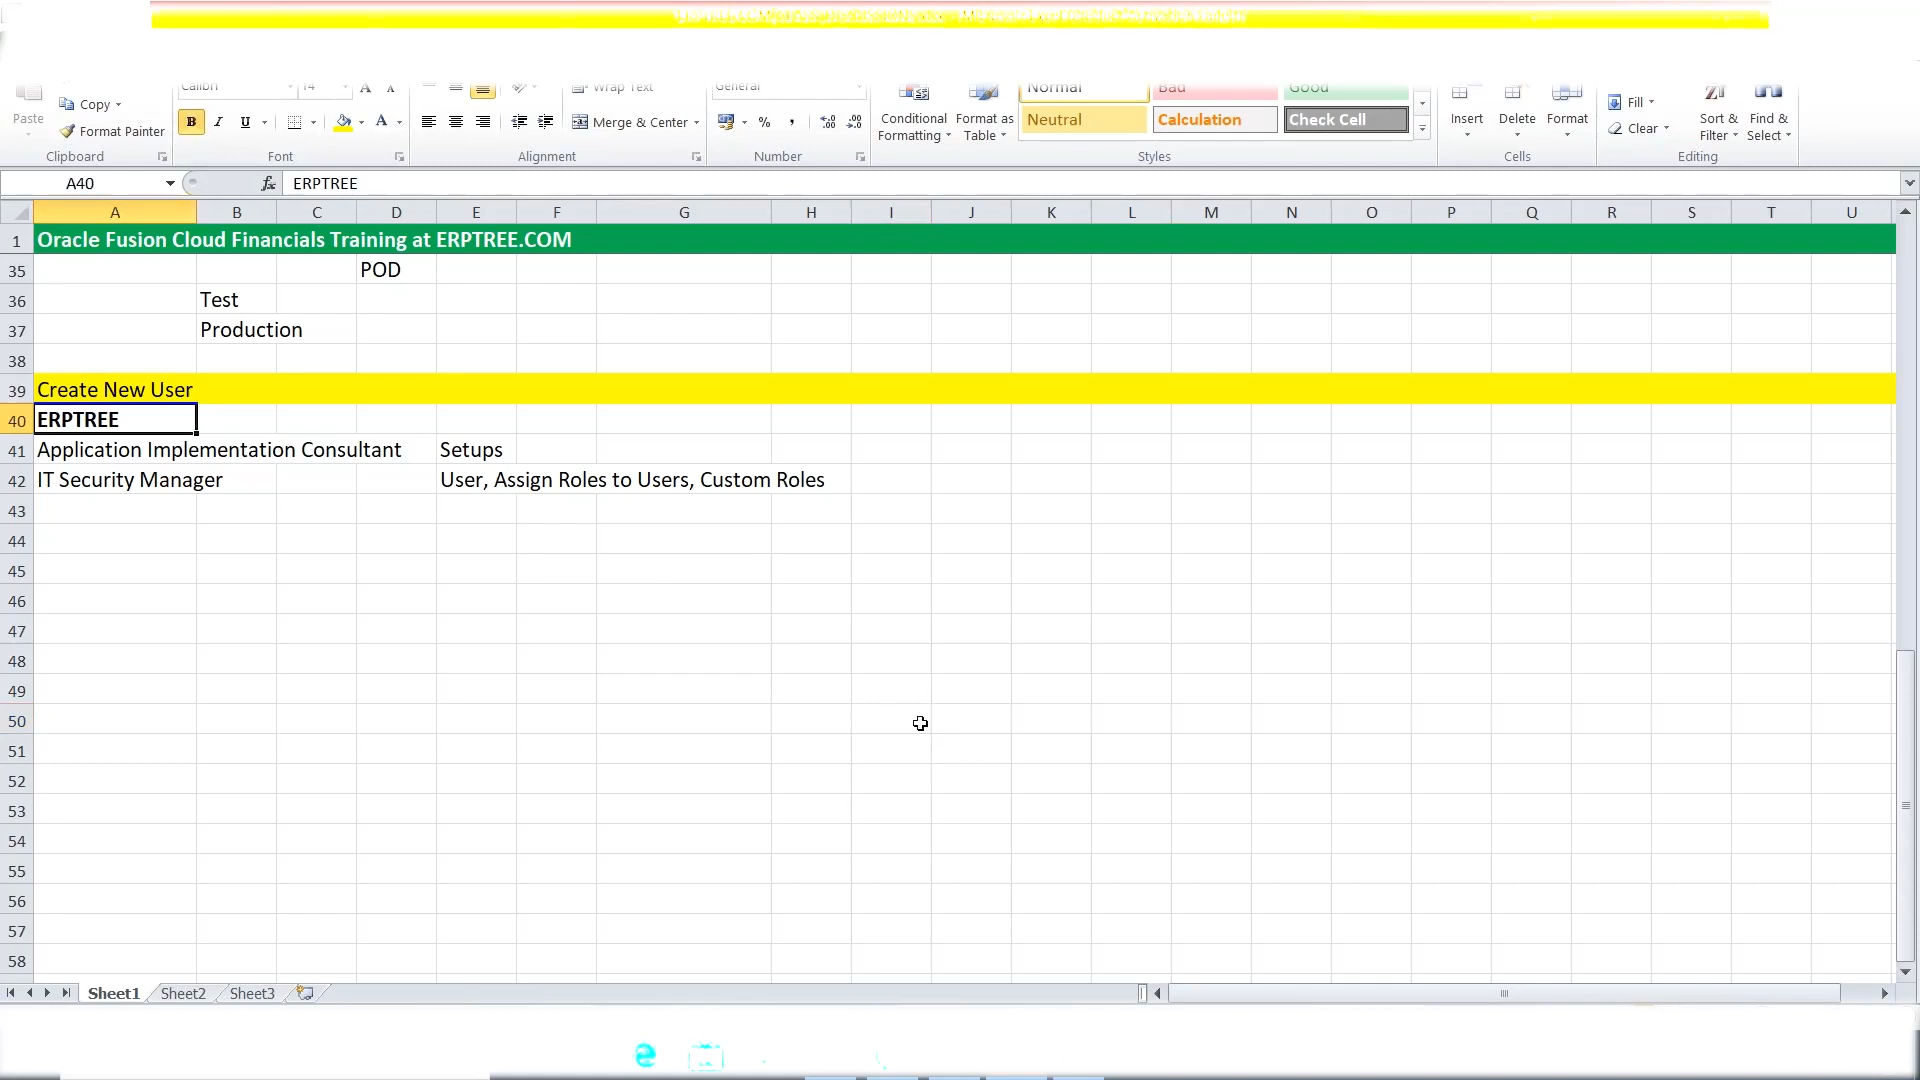 Calibri 14 Wrap Text General Normal Bad Good
Paste Copy Format Painter B I U Merge & Center % , Conditional Formatting Format as Table Neutral Calculation Check Cell Insert Delete Format Fill Clear Sort & Filter Find & Select
Clipboard Font Alignment Number Styles Cells Editing
A40 fx ERPTREE
A B C D E F G H I J K L M N O P Q R S T U
1 Oracle Fusion Cloud Financials Training at ERPTREE.COM
35 POD
36 Test
37 Production
38
39 Create New User
40 ERPTREE
41 Application Implementation Consultant Setups
42 IT Security Manager User, Assign Roles to Users, Custom Roles
43
44
45
46
47
48
49
50
51
52
53
54
55
56
57
58
Sheet1 Sheet2 Sheet3